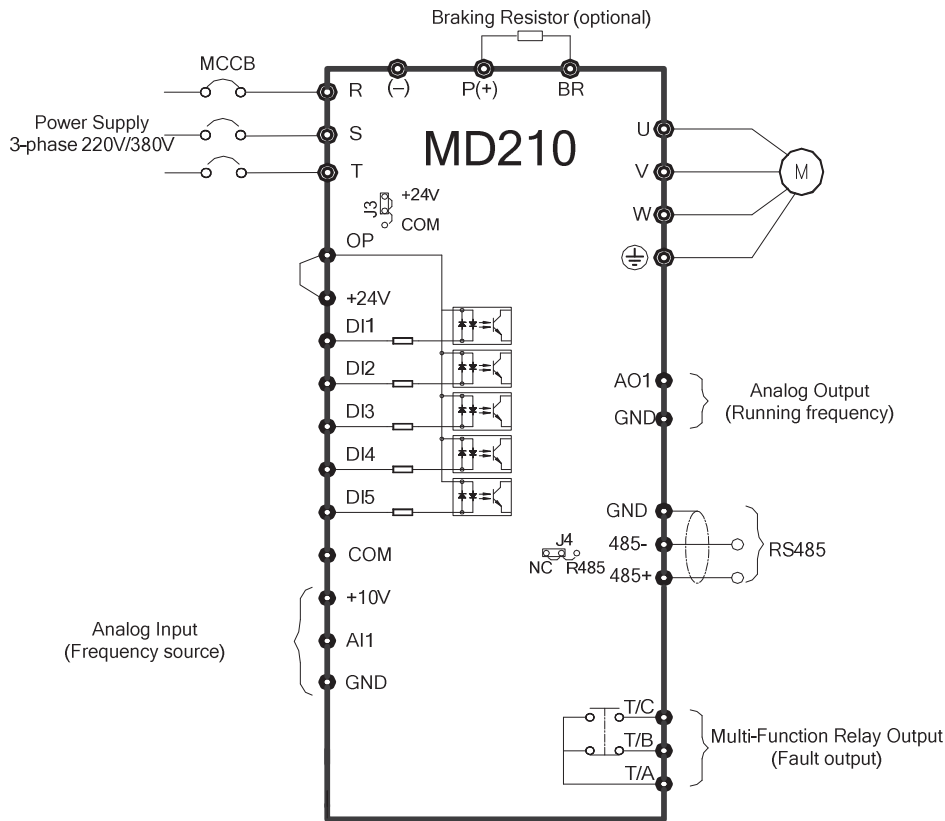 Braking Resistor (optional)
MCCB
R
(–)
P(+)
BR
Power Supply
3-phase 220V/380V
S
T
MD210
U
V
W
M
J3
+24V
COM
OP
+24V
DI1
DI2
DI3
DI4
DI5
COM
+10V
AI1
GND
Analog Input
(Frequency source)
AO1
GND
Analog Output
(Running frequency)
GND
485-
485+
RS485
J4
NC
R485
T/C
T/B
T/A
Multi-Function Relay Output
(Fault output)